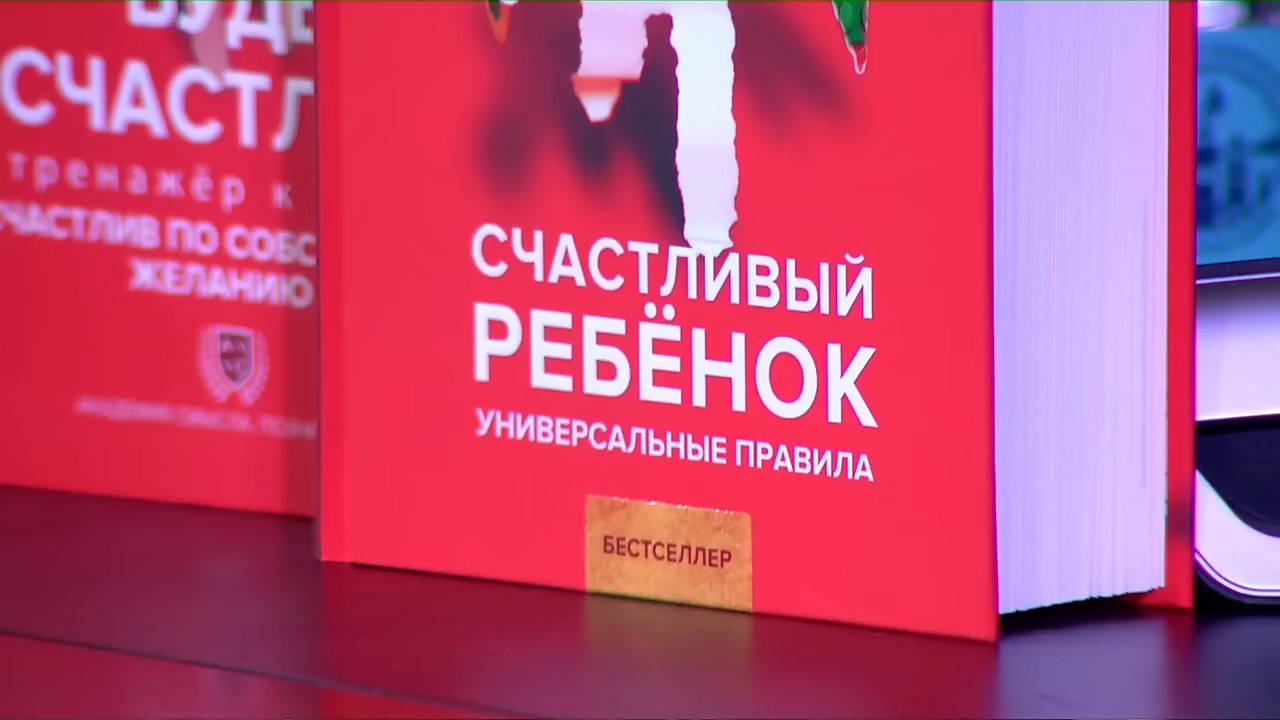 СЧАСТЛ
тренажёр к
СЧАСТЛИВ ПО СОБС
ЖЕЛАНИЮ
СЧАСТЛИВЫЙ
РЕБЁНОК
УНИВЕРСАЛЬНЫЕ ПРАВИЛА
БЕСТСЕЛЛЕР